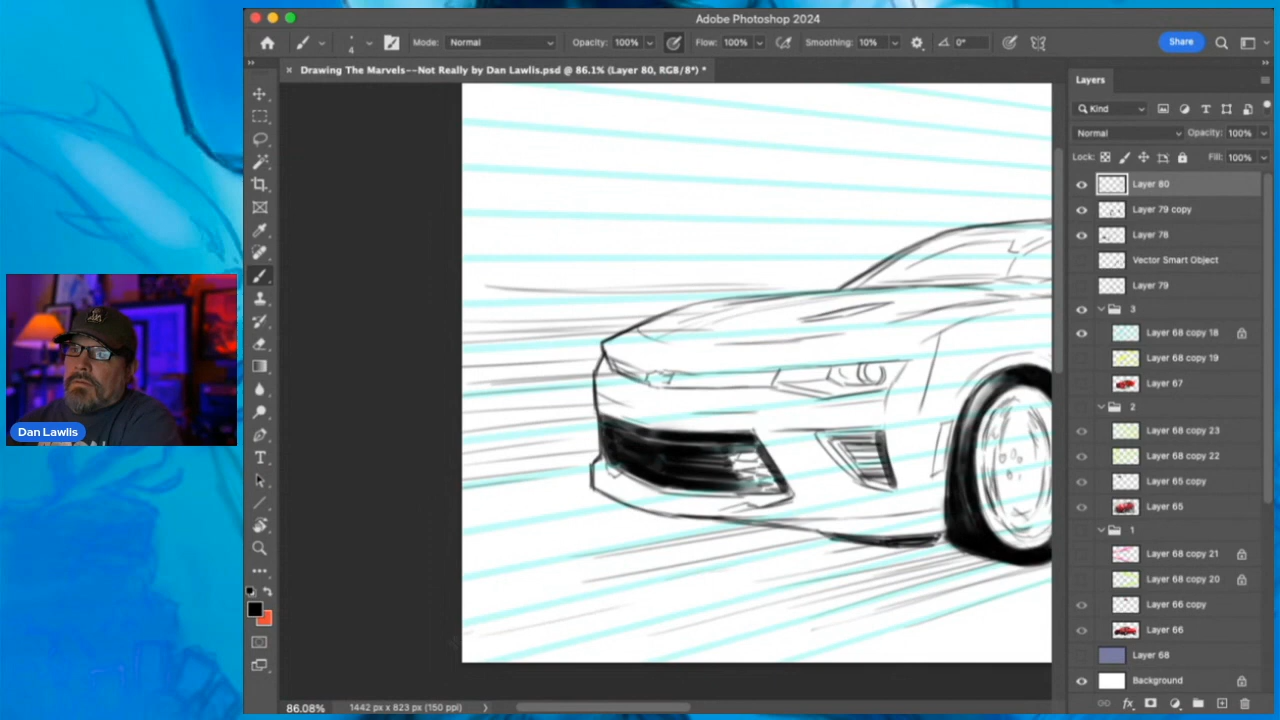 Adobe Photoshop 2024
4 Mode: Normal Opacity: 100% Flow: 100% Smoothing: 10% 0° Share
× Drawing The Marvels--Not Really by Dan Lawlis.psd @ 86.1% (Layer 80, RGB/8*) *
Layers
Kind
Normal Opacity: 100%
Lock: Fill: 100%
Layer 80
Layer 79 copy
Layer 78
Vector Smart Object
Layer 79
3
Layer 68 copy 18
Layer 68 copy 19
Layer 67
2
Layer 68 copy 23
Layer 68 copy 22
Layer 65 copy
Layer 65
1
Layer 68 copy 21
Layer 68 copy 20
Layer 66 copy
Layer 66
Layer 68
Background
Dan Lawlis
86.08% 1442 px x 823 px (150 ppi)